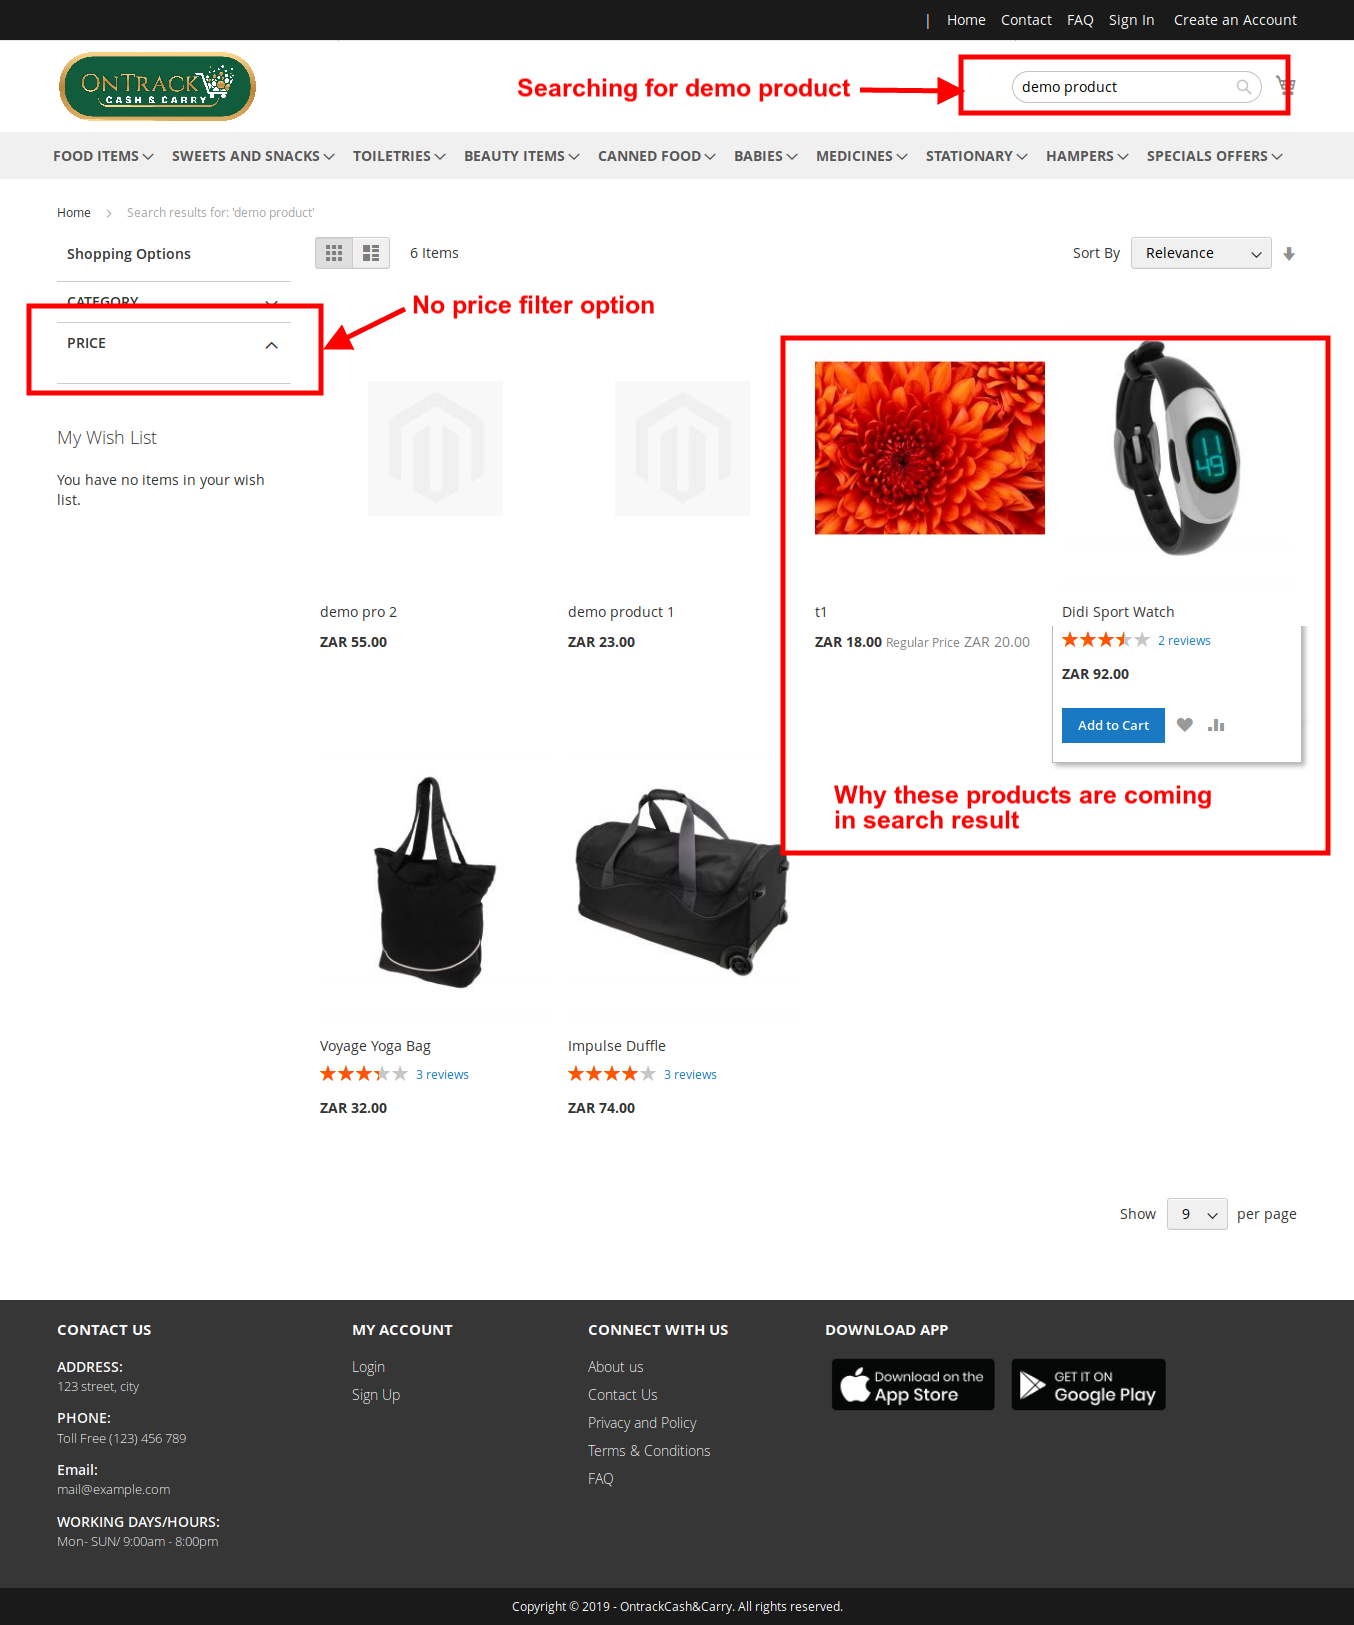 | Home Contact FAQ Sign In Create an Account
ONTRACK
CASH & CARRY
Searching for demo product
demo product
FOOD ITEMS SWEETS AND SNACKS TOILETRIES BEAUTY ITEMS CANNED FOOD BABIES MEDICINES STATIONARY HAMPERS SPECIALS OFFERS
Home > Search results for: 'demo product'
Shopping Options
6 Items
Sort By Relevance
CATEGORY
No price filter option
PRICE
My Wish List
You have no items in your wish
list.
11
49
demo pro 2
ZAR 55.00
demo product 1
ZAR 23.00
t1
ZAR 18.00 Regular Price ZAR 20.00
Didi Sport Watch
2 reviews
ZAR 92.00
Add to Cart
Why these products are coming
in search result
Voyage Yoga Bag
3 reviews
ZAR 32.00
Impulse Duffle
3 reviews
ZAR 74.00
Show 9 per page
CONTACT US
ADDRESS:
123 street, city
PHONE:
Toll Free (123) 456 789
Email:
mail@example.com
WORKING DAYS/HOURS:
Mon- SUN/ 9:00am - 8:00pm
MY ACCOUNT
Login
Sign Up
CONNECT WITH US
About us
Contact Us
Privacy and Policy
Terms & Conditions
FAQ
DOWNLOAD APP
Download on the
App Store
GET IT ON
Google Play
Copyright © 2019 - OntrackCash&Carry. All rights reserved.